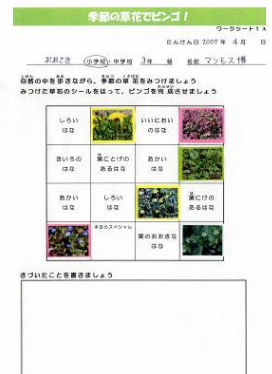 季節の草花でビンゴ！
ワークシート1A
たんけん日 2007年 4月 日
沢さき 小学校 中学校 3年 組 名前 マンモス博
自然の中を歩きながら、季節の草花をみつけましょう
みつけた草花のシールをはって、ビンゴを完成させましょう
しろい
はな
いいにおい
のはな
きいろの
はな
葉にとげの
あるはな
あかい
はな
あかい
はな
しろい
はな
葉にけの
あるはな
本日のスペシャル
葉のおおきな
はな
きづいたことを書きましょう